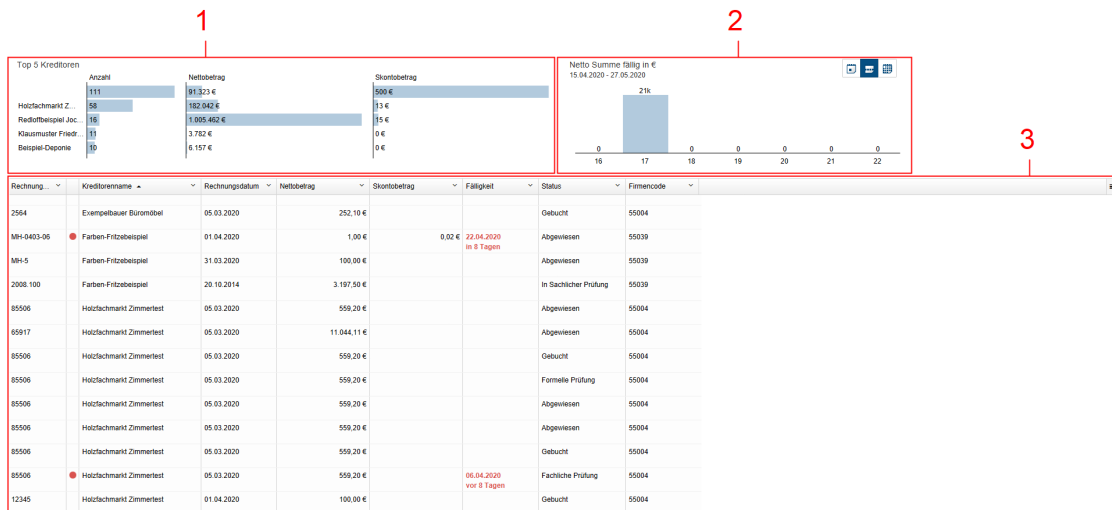 1
2
3
Top 5 Kreditoren
Anzahl Nettobetrag Skontobetrag
111 91.323 € 500 €
Holzfachmarkt Z... 58 182.042 € 13 €
Redloffbeispiel Joc... 16 1.005.462 € 15 €
Klausmuster Friedr... 11 3.782 € 0 €
Beispiel-Deponie 10 6.157 € 0 €
Netto Summe fällig in €
15.04.2020 - 27.05.2020
21k
0 0 0 0 0 0
16 17 18 19 20 21 22
Rechnung... Kreditorenname Rechnungsdatum Nettobetrag Skontobetrag Fälligkeit Status Firmencode
2564 Exempelbauer Büromöbel 05.03.2020 252,10 € Gebucht 55004
MH-0403-06 Farben-Fritzebeispiel 01.04.2020 1,00 € 0,02 € 22.04.2020 Abgewiesen 55039
in 8 Tagen
MH-5 Farben-Fritzebeispiel 31.03.2020 100,00 € Abgewiesen 55039
2008.100 Farben-Fritzebeispiel 20.10.2014 3.197,50 € In Sachlicher Prüfung 55039
85506 Holzfachmarkt Zimmertest 05.03.2020 559,20 € Abgewiesen 55004
65917 Holzfachmarkt Zimmertest 05.03.2020 11.044,11 € Abgewiesen 55004
85506 Holzfachmarkt Zimmertest 05.03.2020 559,20 € Gebucht 55004
85506 Holzfachmarkt Zimmertest 05.03.2020 559,20 € Formelle Prüfung 55004
85506 Holzfachmarkt Zimmertest 05.03.2020 559,20 € Abgewiesen 55004
85506 Holzfachmarkt Zimmertest 05.03.2020 559,20 € Abgewiesen 55004
85506 Holzfachmarkt Zimmertest 05.03.2020 559,20 € Gebucht 55004
85506 Holzfachmarkt Zimmertest 05.03.2020 559,20 € 06.04.2020 Fachliche Prüfung 55004
vor 8 Tagen
12345 Holzfachmarkt Zimmertest 01.04.2020 100,00 € Gebucht 55004